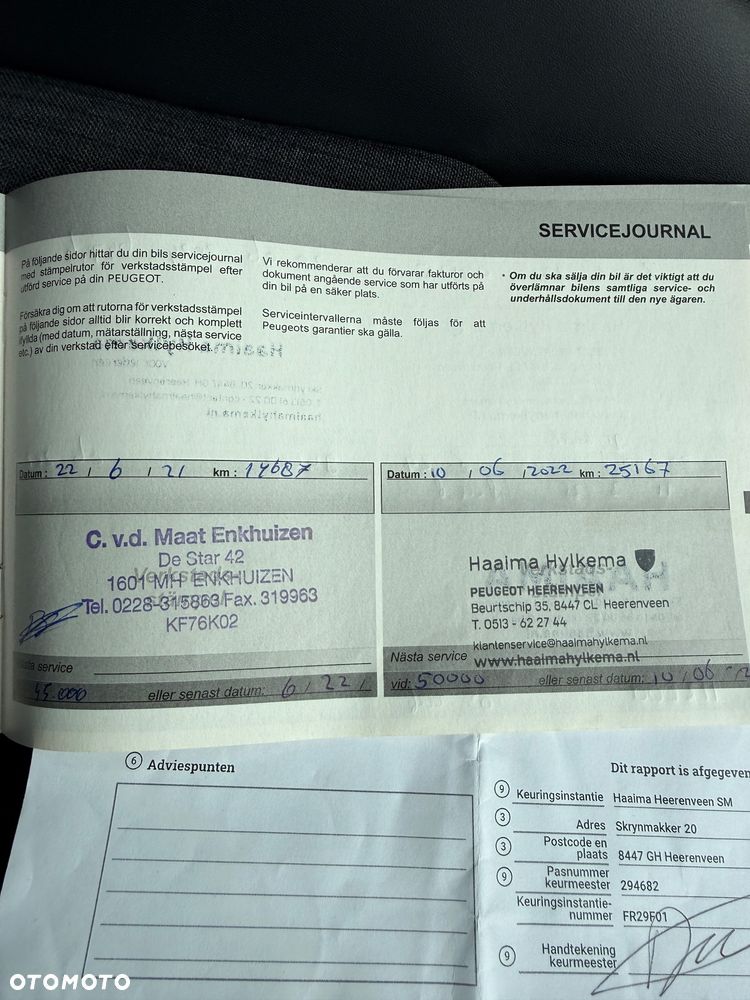 SERVICEJOURNAL
På följande sidor hittar du din bils servicejournal
med stämpelrutor för verkstadsstämpel efter
utförd service på din PEUGEOT.
Försäkra dig om att rutorna för verkstadsstämpel
på följande sidor alltid blir korrekt och komplett
ifyllda (med datum, mätarställning, nästa service
etc.) av din verkstad efter servicebesöket.
Vi rekommenderar att du förvarar fakturor och
dokument angående service som har utförts på
din bil på en säker plats.
Serviceintervallerna måste följas för att
Peugeots garantier ska gälla.
* Om du ska sälja din bil är det viktigt att du
överlämnar bilens samtliga service- och
underhållsdokument till den nye ägaren.
Datum : 22 / 6 / 21 km : 14687
C. v.d. Maat Enkhuizen
De Star 42
1601 MH ENKHUIZEN
Tel. 0228-315863/Fax. 319963
KF76K02
Nästa service
45.000 eller senast datum: 6 / 22 /
Datum : 10 / 06 / 2022 km : 25167
Haaima Hylkema
PEUGEOT HEERENVEEN
Beurtschip 35, 8447 CL Heerenveen
T. 0513 - 62 27 44
klantenservice@haaimahylkema.nl
Nästa service www.haaimahylkema.nl
vid: 50000 eller senast datum: 10 / 06
6 Adviespunten
Dit rapport is afgegeven
9 Keuringsinstantie Haaima Heerenveen SM
3 Adres Skrynmakker 20
3 Postcode en
plaats 8447 GH Heerenveen
9 Pasnummer
keurmeester 294682
Keuringsinstantie-
nummer FR29F01
9 Handtekening
keurmeester
OTOMOTO